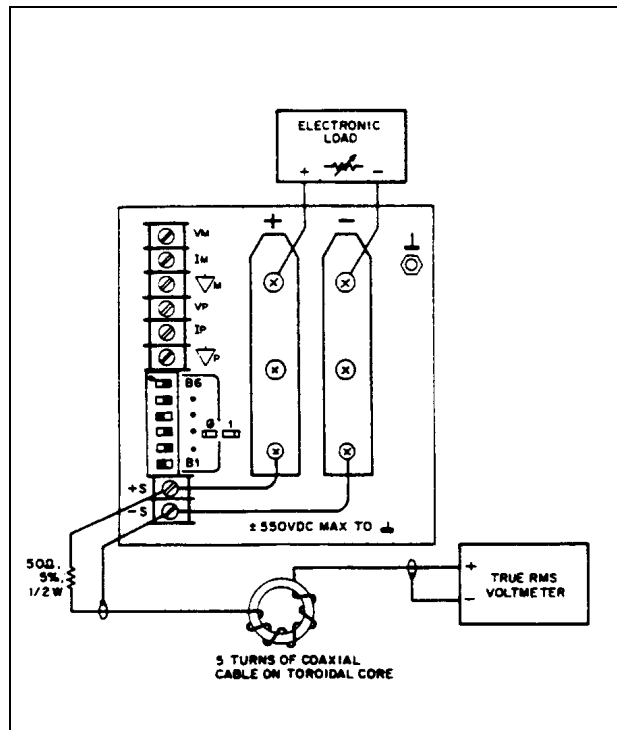 ELECTRONIC
LOAD
+ −
+ −
VM
IM
M
VP
IP
P
B6
0 1
B1
+S
−S
±550VDC MAX TO
50Ω,
5%,
1/2W
+
−
TRUE RMS
VOLTMETER
5 TURNS OF COAXIAL
CABLE ON TOROIDAL CORE